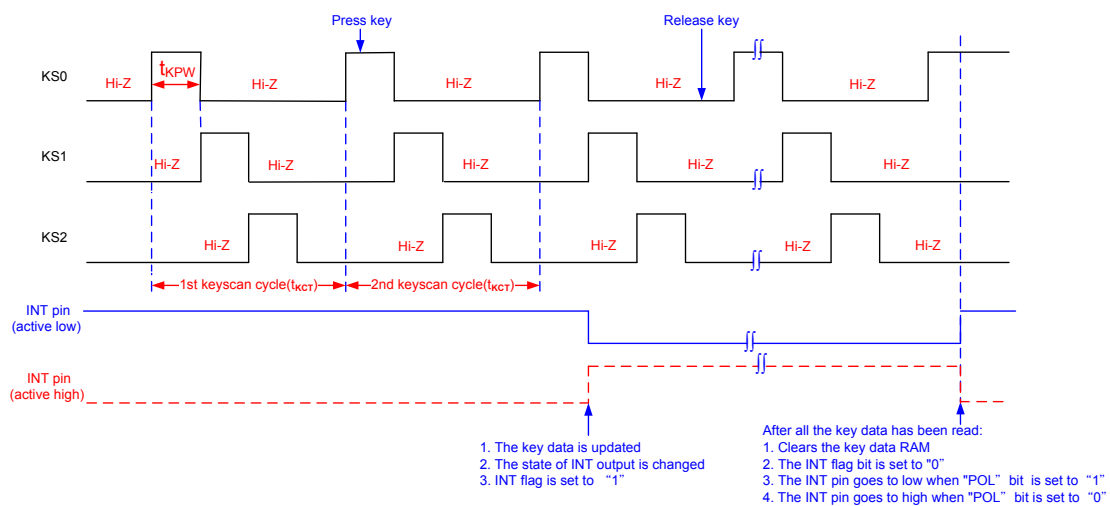 Press key
Release key
KS0
Hi-Z
tKPW
Hi-Z
Hi-Z
Hi-Z
Hi-Z
KS1
Hi-Z
Hi-Z
Hi-Z
Hi-Z
Hi-Z
KS2
Hi-Z
Hi-Z
Hi-Z
Hi-Z
Hi-Z
1st keyscan cycle(tKCT)
2nd keyscan cycle(tKCT)
INT pin
(active low)
INT pin
(active high)
1. The key data is updated
2. The state of INT output is changed
3. INT flag is set to “1”
After all the key data has been read:
1. Clears the key data RAM
2. The INT flag bit is set to "0”
3. The INT pin goes to low when "POL” bit is set to “1”
4. The INT pin goes to high when "POL” bit is set to “0”